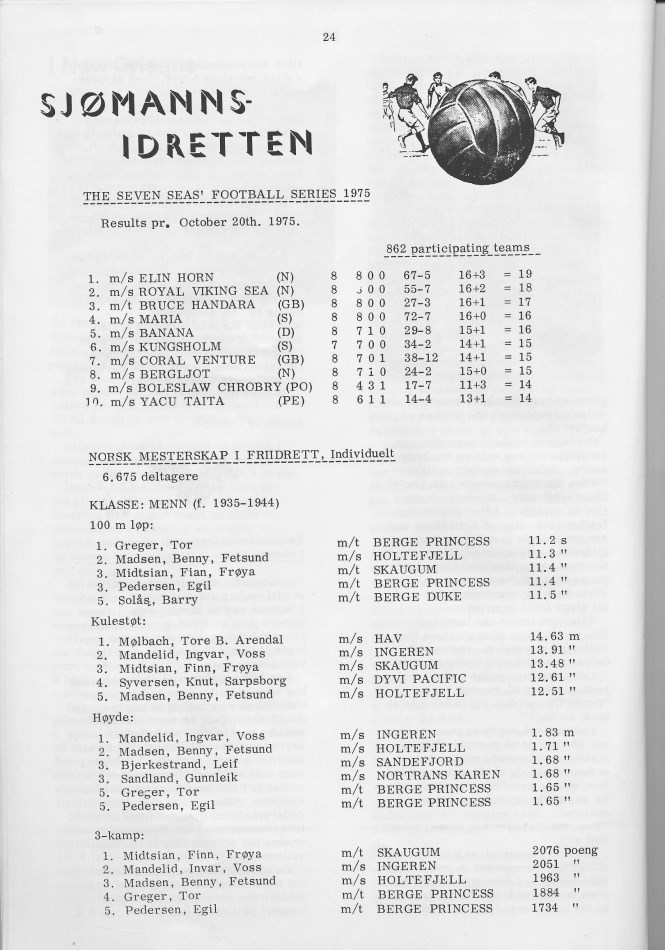 24
SJØMANNS-
IDRETTEN
THE SEVEN SEAS' FOOTBALL SERIES 1975
Results pr. October 20th. 1975.
862 participating teams
1. m/s ELIN HORN (N) 8 8 0 0 67-5 16+3 = 19
2. m/s ROYAL VIKING SEA (N) 8 0 0 55-7 16+2 = 18
3. m/t BRUCE HANDARA (GB) 8 8 0 0 27-3 16+1 = 17
4. m/s MARIA (S) 8 8 0 0 72-7 16+0 = 16
5. m/s BANANA (D) 8 7 1 0 29-8 15+1 = 16
6. m/s KUNGSHOLM (S) 7 7 0 0 34-2 14+1 = 15
7. m/s CORAL VENTURE (GB) 8 7 0 1 38-12 14+1 = 15
8. m/s BERGLJOT (N) 8 7 1 0 24-2 15+0 = 15
9. m/s BOLESLAW CHROBRY (PO) 8 4 3 1 17-7 11+3 = 14
10. m/s YACU TAITA (PE) 8 6 1 1 14-4 13+1 = 14
NORSK MESTERSKAP I FRIIDRETT, Individuelt
6.675 deltagere
KLASSE: MENN (f. 1935-1944)
100 m løp:
1. Greger, Tor m/t BERGE PRINCESS 11.2 s
2. Madsen, Benny, Fetsund m/s HOLTEFJELL 11.3 "
3. Midtsian, Fian, Frøya m/t SKAUGUM 11.4 "
3. Pedersen, Egil m/t BERGE PRINCESS 11.4 "
5. Solås, Barry m/t BERGE DUKE 11.5 "
Kulestøt:
1. Mølbach, Tore B. Arendal m/s HAV 14.63 m
2. Mandelid, Ingvar, Voss m/s INGEREN 13.91 "
3. Midtsian, Finn, Frøya m/s SKAUGUM 13.48 "
4. Syversen, Knut, Sarpsborg m/s DYVI PACIFIC 12.61 "
5. Madsen, Benny, Fetsund m/s HOLTEFJELL 12.51 "
Høyde:
1. Mandelid, Ingvar, Voss m/s INGEREN 1.83 m
2. Madsen, Benny, Fetsund m/s HOLTEFJELL 1.71 "
3. Bjerkestrand, Leif m/s SANDEFJORD 1.68 "
3. Sandland, Gunnleik m/s NORTRANS KAREN 1.68 "
5. Greger, Tor m/t BERGE PRINCESS 1.65 "
5. Pedersen, Egil m/t BERGE PRINCESS 1.65 "
3-kamp:
1. Midtsian, Finn, Frøya m/t SKAUGUM 2076 poeng
2. Mandelid, Invar, Voss m/s INGEREN 2051 "
3. Madsen, Benny, Fetsund m/s HOLTEFJELL 1963 "
4. Greger, Tor m/t BERGE PRINCESS 1884 "
5. Pedersen, Egil m/t BERGE PRINCESS 1734 "